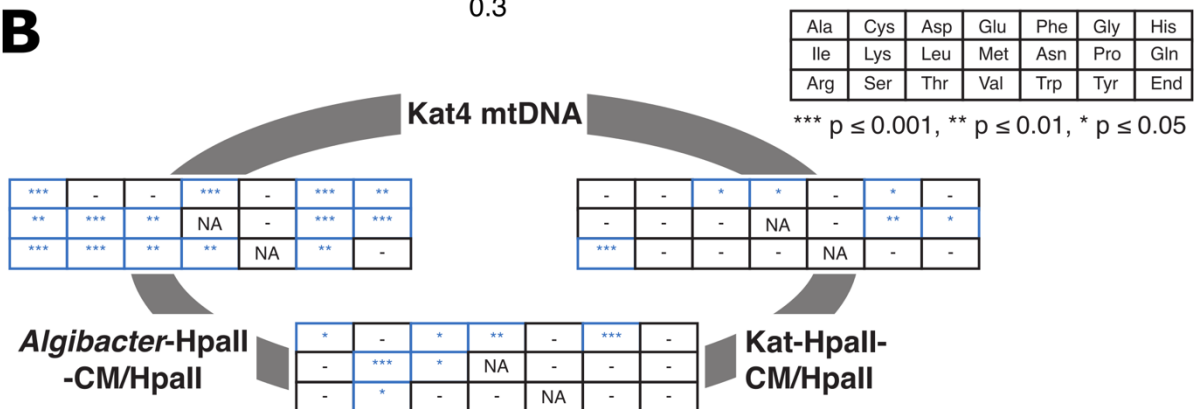 0.3
B
Ala Cys Asp Glu Phe Gly His
Ile Lys Leu Met Asn Pro Gln
Arg Ser Thr Val Trp Tyr End
*** p ≤ 0.001, ** p ≤ 0.01, * p ≤ 0.05
Kat4 mtDNA
*** - - *** - *** **
** *** ** NA - *** ***
*** *** ** ** NA ** -
- - * * - * -
- - - NA - ** *
*** - - - NA - -
Algibacter-HpaII
-CM/HpaII
* - * ** - *** -
- *** * NA - - -
- * - - NA - -
Kat-HpaII-
CM/HpaII